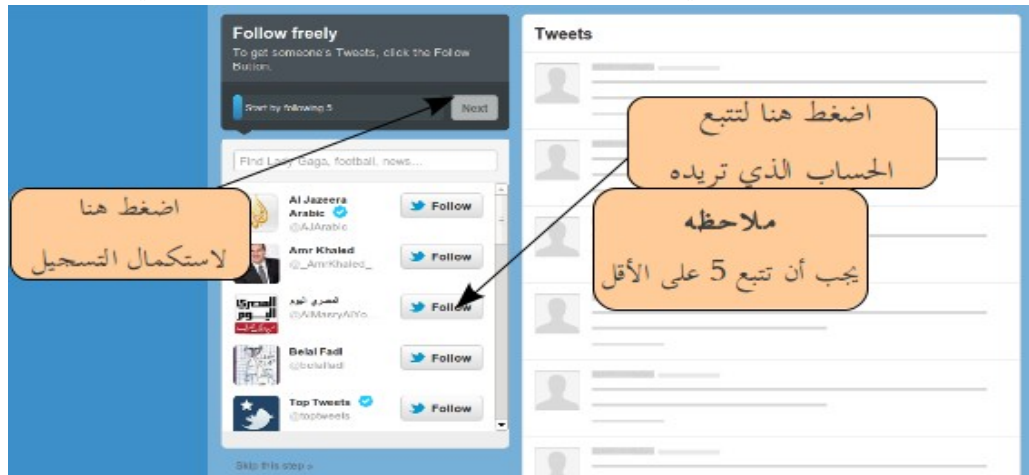 Follow freely
To get someone's Tweets, click the Follow
Button.
Start by following 5
Next
Find Lady Gaga, football, news...
Al Jazeera
Arabic
@AJArabic
Follow
Amr Khaled
@_AmrKhaled_
Follow
المصري اليوم
المصري اليوم
@AlMasryAlYo...
Follow
Belal Fadl
@belalfadl
Follow
Top Tweets
@toptweets
Follow
Skip this step »
Tweets
اضغط هنا لتتبع
الحساب الذي تريده
ملاحظه
يجب أن تتبع 5 على الأقل
اضغط هنا
لاستكمال التسجيل